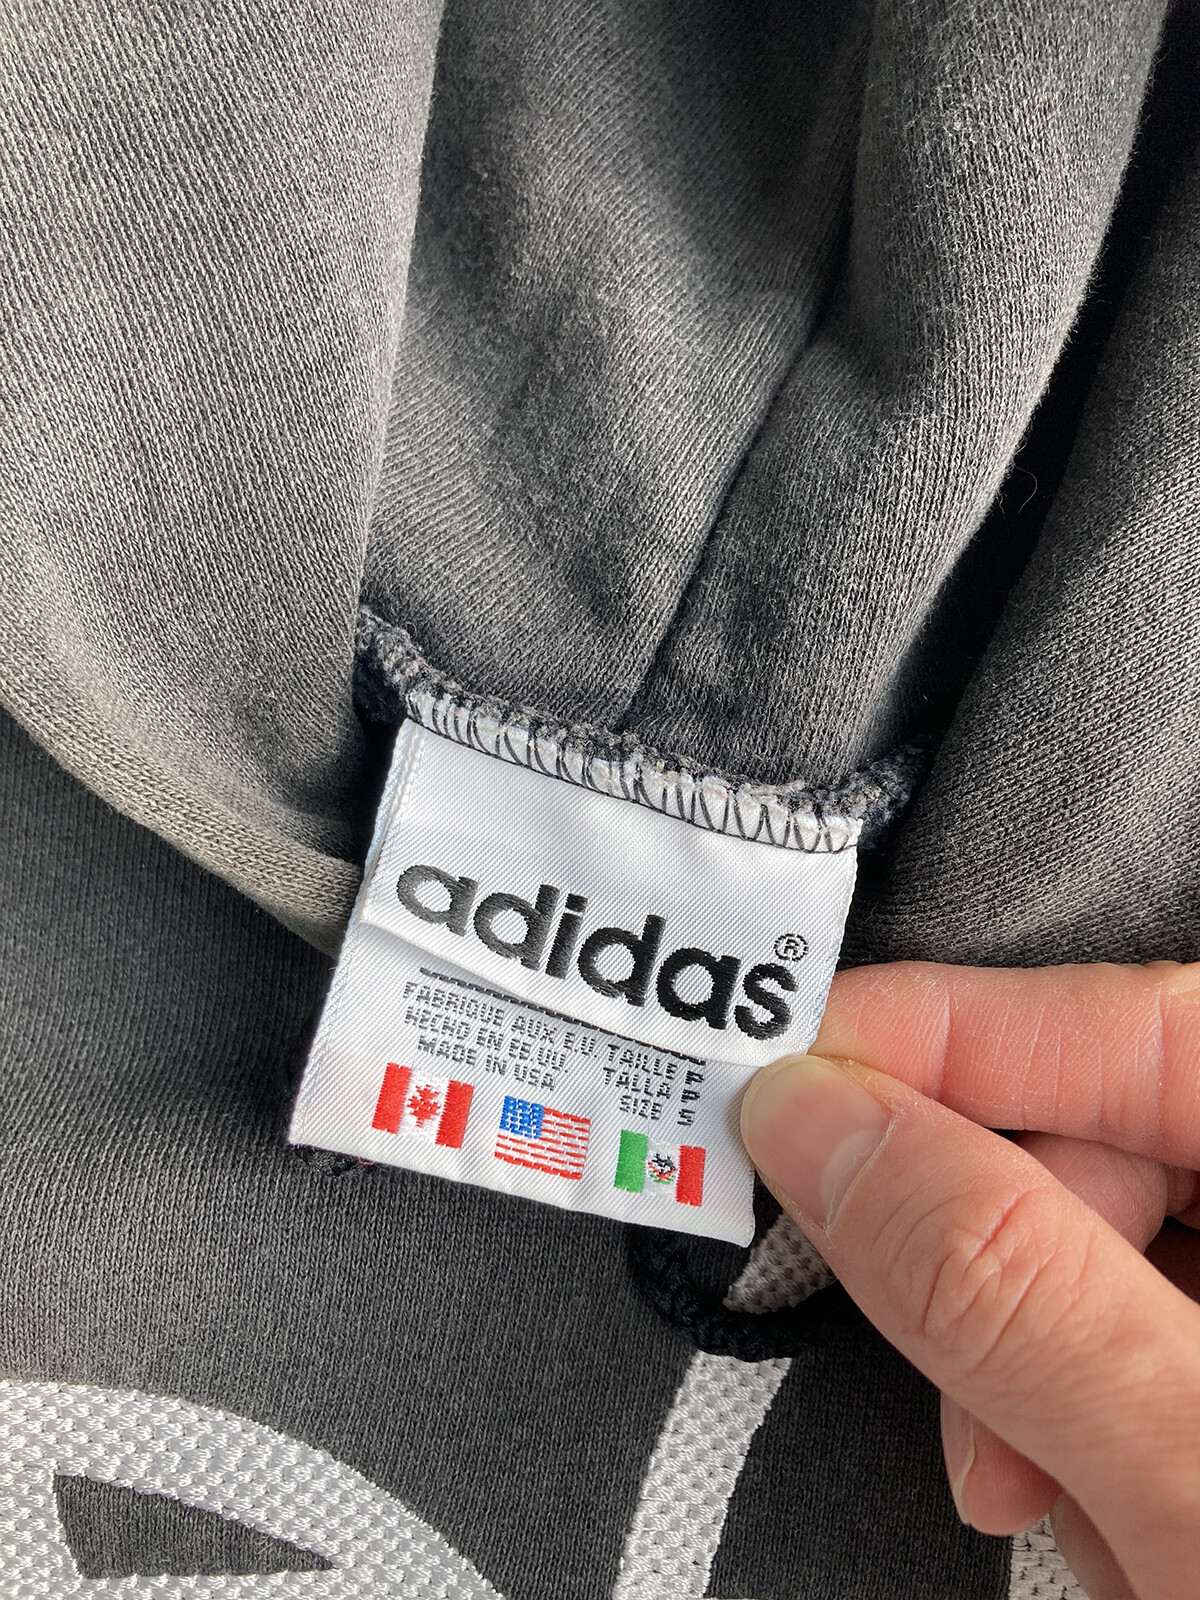 adidas®
FABRIQUE AUX E.U. TAILLE P
HECHO EN EE.UU. TALLA P
MADE IN USA SIZE S